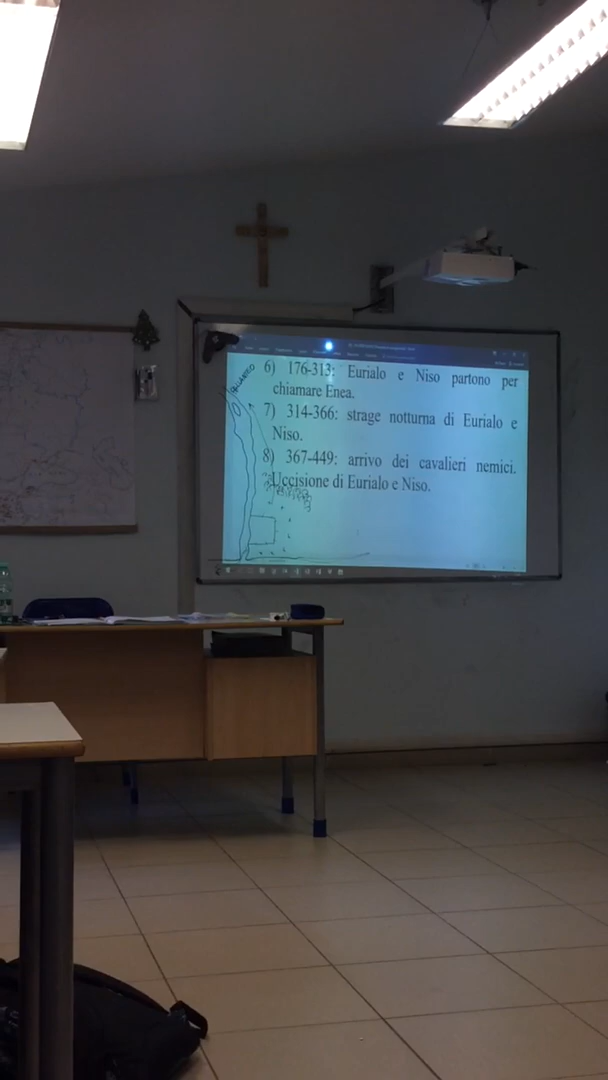 6) 176-313: Eurialo e Niso partono per
chiamare Enea.
7) 314-366: strage notturna di Eurialo e
Niso.
8) 367-449: arrivo dei cavalieri nemici.
Uccisione di Eurialo e Niso.